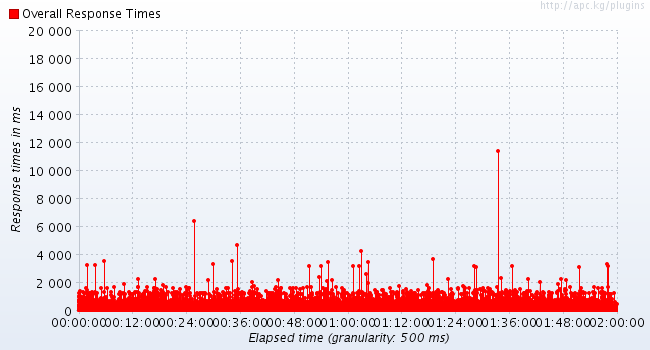 http://apc.kg/plugins
Overall Response Times
20 000
18 000
16 000
14 000
12 000
10 000
8 000
6 000
4 000
2 000
0
Response times in ms
00:00:00 00:12:00 00:24:00 00:36:00 00:48:00 01:00:00 01:12:00 01:24:00 01:36:00 01:48:00 02:00:00
Elapsed time (granularity: 500 ms)